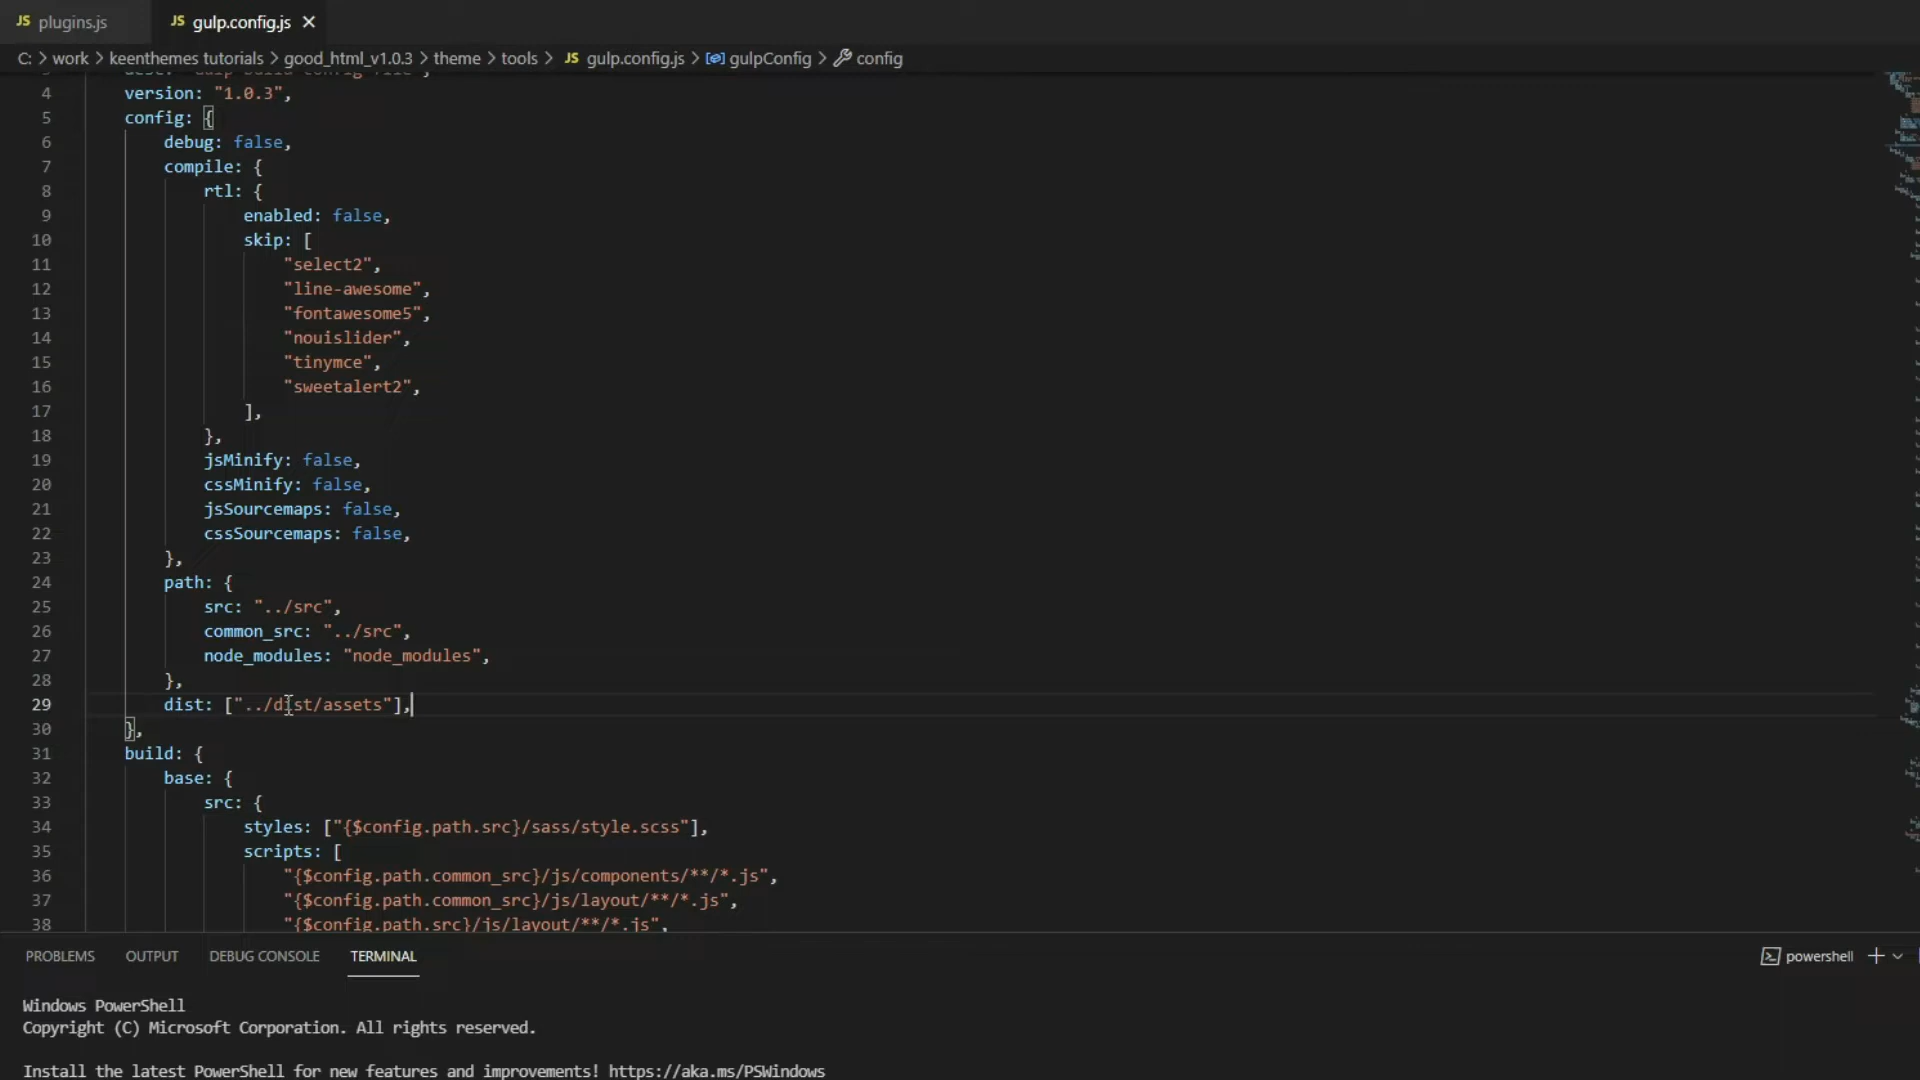 JS plugins.js JS gulp.config.js ×
C: > work > keenthemes tutorials > good_html_v1.0.3 > theme > tools > JS gulp.config.js > gulpConfig > config
4 version: "1.0.3",
5 config: {
6 debug: false,
7 compile: {
8 rtl: {
9 enabled: false,
10 skip: [
11 "select2",
12 "line-awesome",
13 "fontawesome5",
14 "nouislider",
15 "tinymce",
16 "sweetalert2",
17 ],
18 },
19 jsMinify: false,
20 cssMinify: false,
21 jsSourcemaps: false,
22 cssSourcemaps: false,
23 },
24 path: {
25 src: "../src",
26 common_src: "../src",
27 node_modules: "node_modules",
28 },
29 dist: ["../dist/assets"],
30 },
31 build: {
32 base: {
33 src: {
34 styles: ["{$config.path.src}/sass/style.scss"],
35 scripts: [
36 "{$config.path.common_src}/js/components/**/*.js",
37 "{$config.path.common_src}/js/layout/**/*.js",
38 "{$config.path.src}/js/layout/**/*.js",
PROBLEMS OUTPUT DEBUG CONSOLE TERMINAL powershell
Windows PowerShell
Copyright (C) Microsoft Corporation. All rights reserved.
Install the latest PowerShell for new features and improvements! https://aka.ms/PSWindows